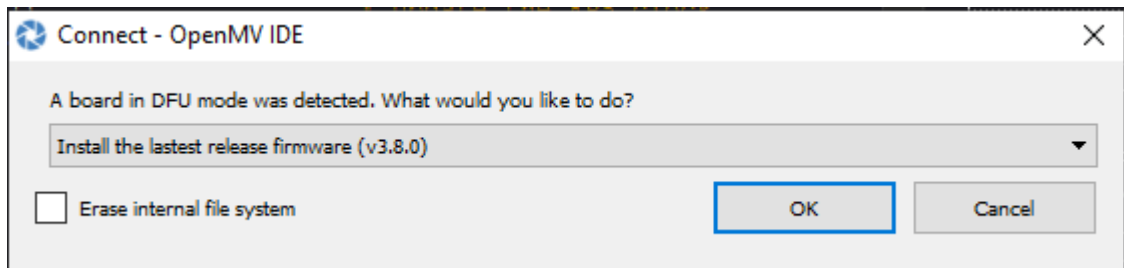 Connect - OpenMV IDE
A board in DFU mode was detected. What would you like to do?
Install the lastest release firmware (v3.8.0)
Erase internal file system
OK
Cancel